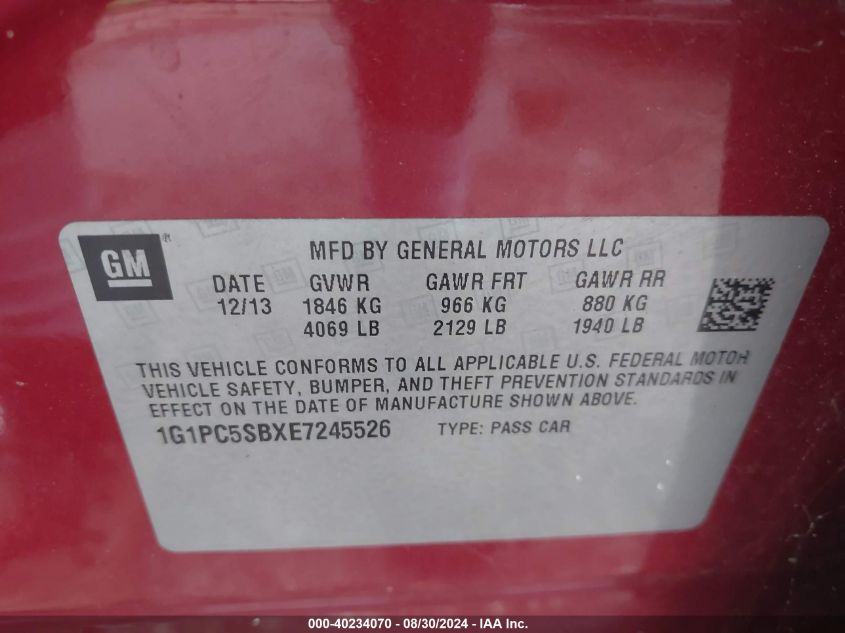 GM®
MFD BY GENERAL MOTORS LLC
DATE GVWR GAWR FRT GAWR RR
12/13 1846 KG 966 KG 880 KG
4069 LB 2129 LB 1940 LB
THIS VEHICLE CONFORMS TO ALL APPLICABLE U.S. FEDERAL MOTOR
VEHICLE SAFETY, BUMPER, AND THEFT PREVENTION STANDARDS IN
EFFECT ON THE DATE OF MANUFACTURE SHOWN ABOVE.
1G1PC5SBXE7245526 TYPE: PASS CAR
000-40234070 - 08/30/2024 - IAA Inc.